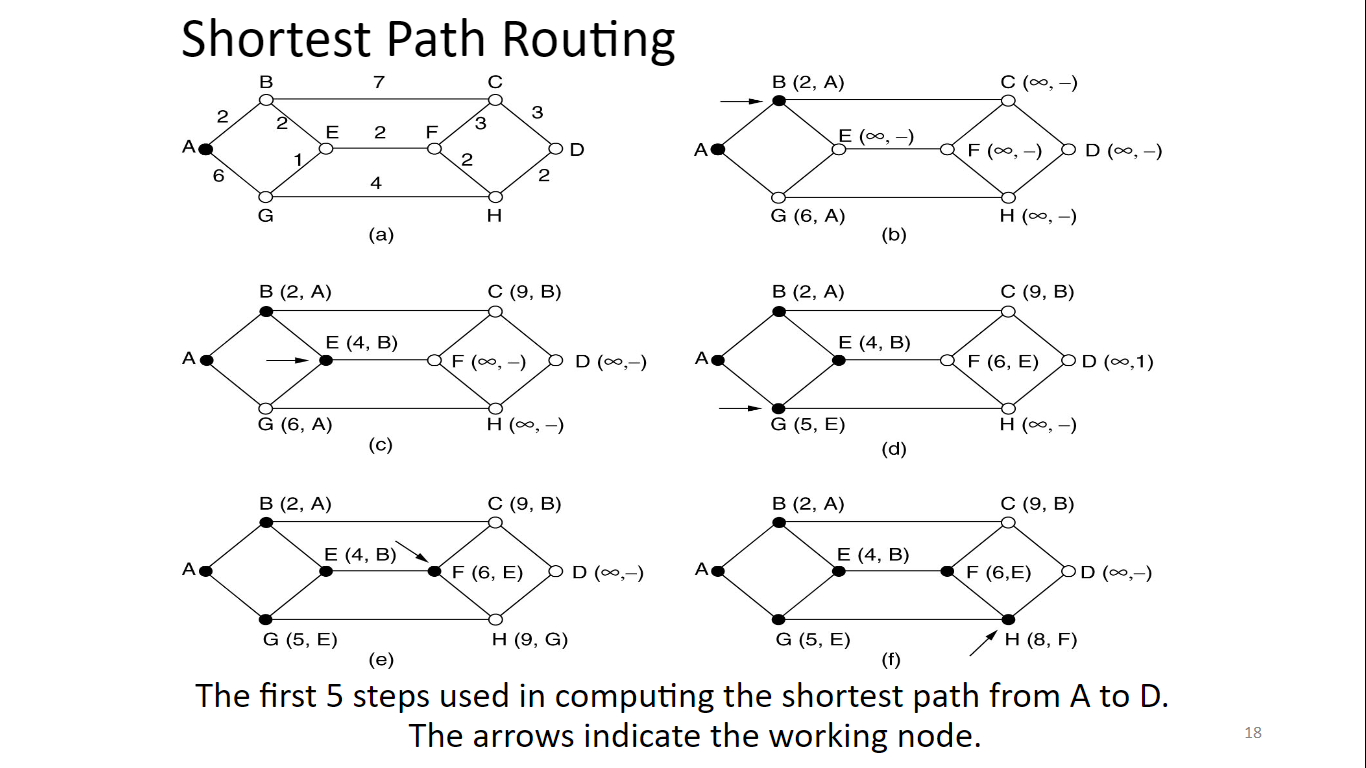 Shortest Path Routing
B 7 C
2 2 3 3
A E 2 F D
6 1 2 2
4
G H
(a)
B (2, A) C (∞, –)
A E (∞, –) F (∞, –) D (∞, –)
G (6, A) H (∞, –)
(b)
B (2, A) C (9, B)
E (4, B)
A F (∞, –) D (∞,–)
G (6, A) H (∞, –)
(c)
B (2, A) C (9, B)
E (4, B)
A F (6, E) D (∞,1)
G (5, E) H (∞, –)
(d)
B (2, A) C (9, B)
E (4, B)
A F (6, E) D (∞,–)
G (5, E) H (9, G)
(e)
B (2, A) C (9, B)
E (4, B)
A F (6,E) D (∞,–)
G (5, E) H (8, F)
(f)
The first 5 steps used in computing the shortest path from A to D.
The arrows indicate the working node.
18